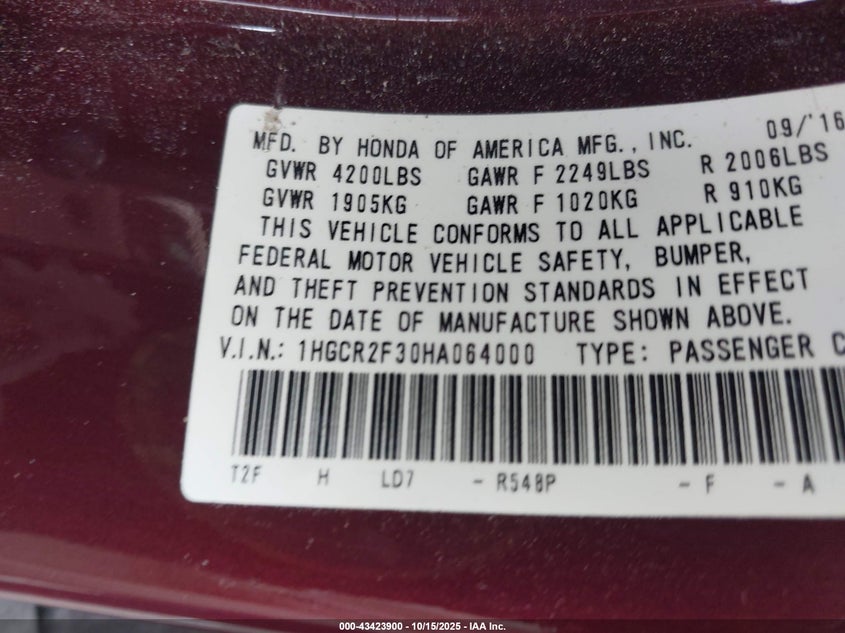 MFD. BY HONDA OF AMERICA MFG., INC. 09/'16
GVWR 4200LBS GAWR F 2249LBS R 2006LBS
GVWR 1905KG GAWR F 1020KG R 910KG
THIS VEHICLE CONFORMS TO ALL APPLICABLE
FEDERAL MOTOR VEHICLE SAFETY, BUMPER,
AND THEFT PREVENTION STANDARDS IN EFFECT
ON THE DATE OF MANUFACTURE SHOWN ABOVE.
V.I.N.: 1HGCR2F30HA064000 TYPE: PASSENGER C
T2F H LD7 - R548P - F - A
000-43423900 - 10/15/2025 - IAA Inc.